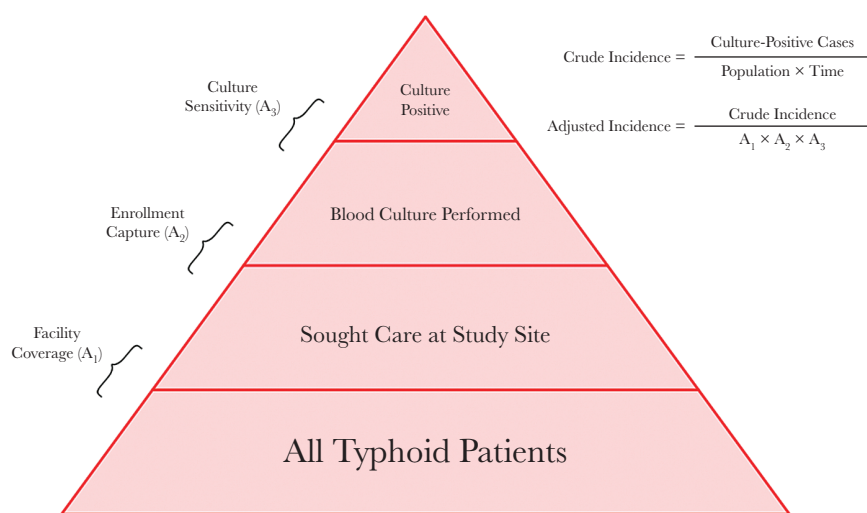 Culture
Sensitivity (A₃)
Culture
Positive
Crude Incidence = Culture-Positive Cases
Population × Time
Adjusted Incidence = Crude Incidence
A₁ × A₂ × A₃
Enrollment
Capture (A₂)
Blood Culture Performed
Facility
Coverage (A₁)
Sought Care at Study Site
All Typhoid Patients